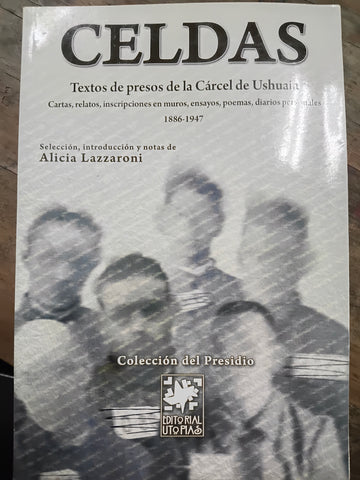 CELDAS
Textos de presos de la Cárcel de Ushuaia
Cartas, relatos, inscripciones en muros, ensayos, poemas, diarios personales
1886-1947
Selección, introducción y notas de
Alicia Lazzaroni
Colección del Presidio
EDITORIAL
UTOPIAS